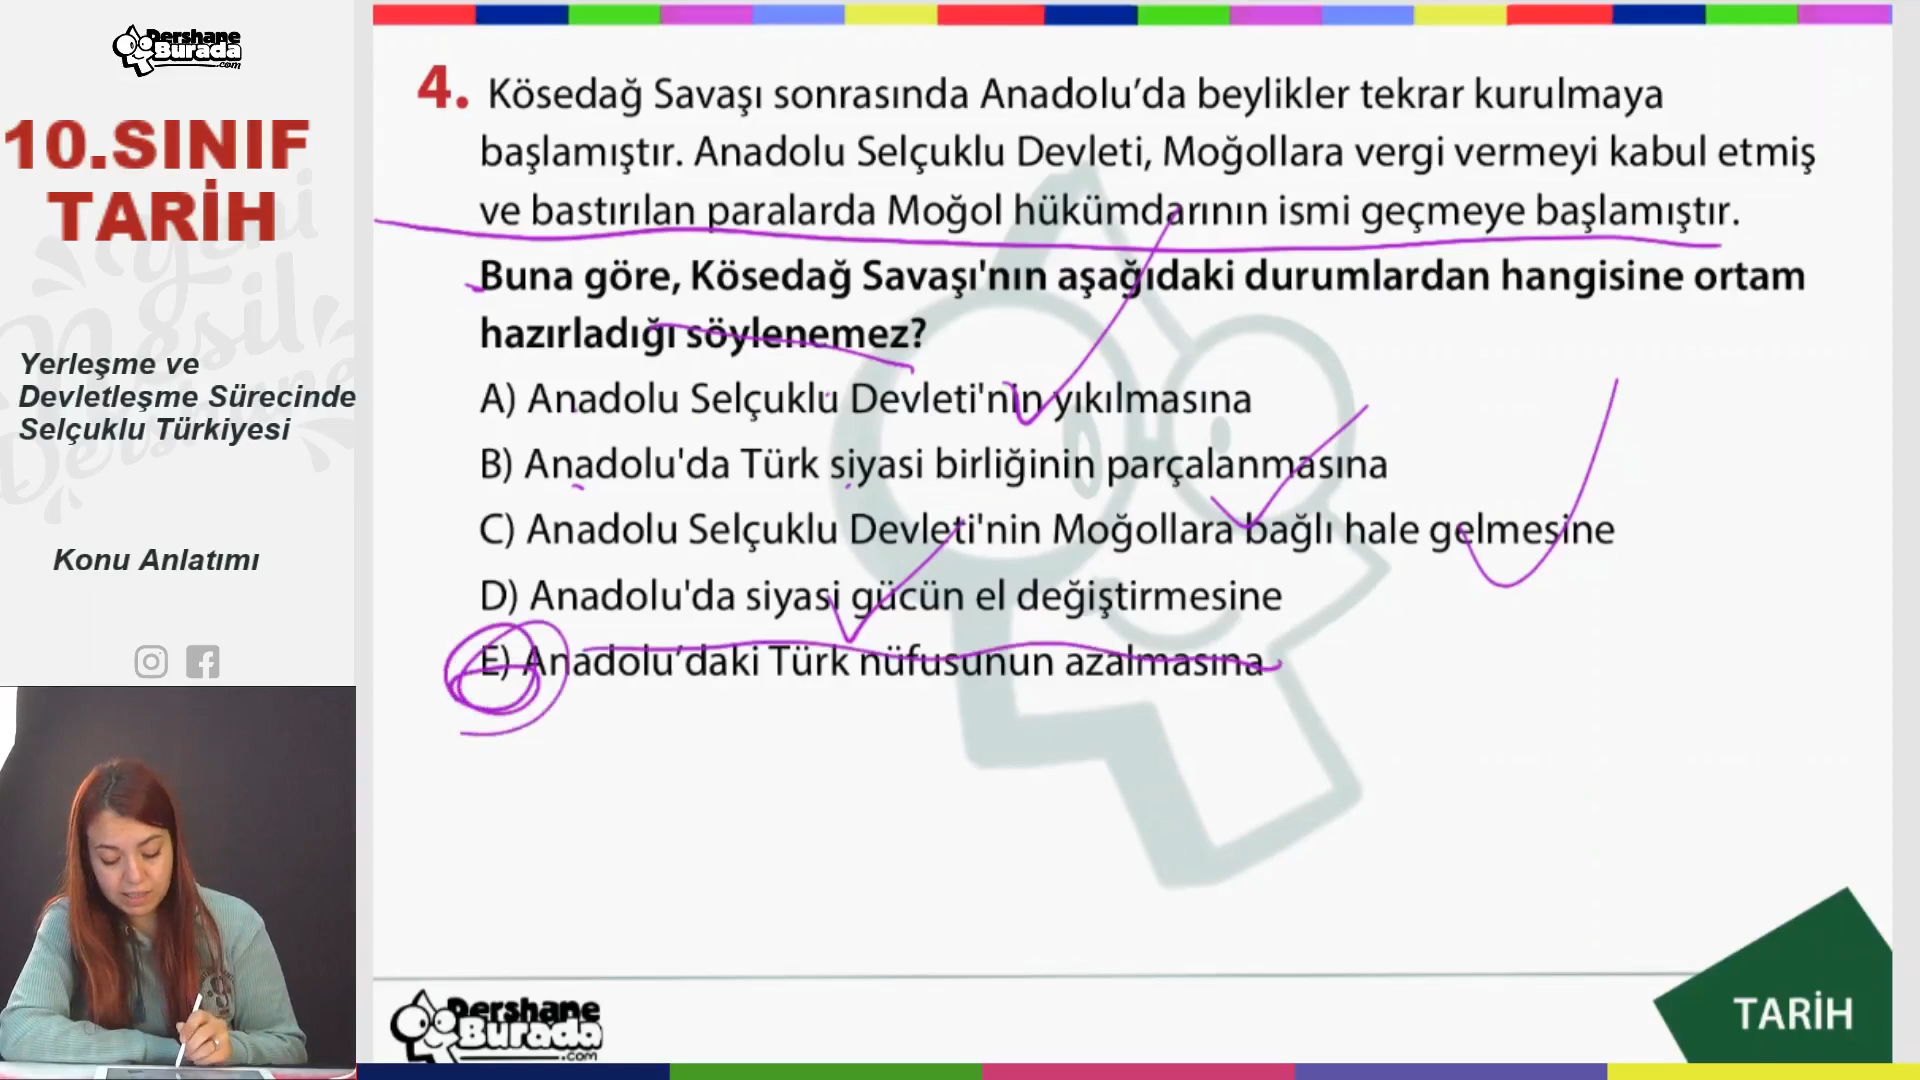 Dershane
Burada
.com
10.SINIF
TARİH
Yeni
Nesil
Dershane
Yerleşme ve
Devletleşme Sürecinde
Selçuklu Türkiyesi
Konu Anlatımı
4. Kösedağ Savaşı sonrasında Anadolu’da beylikler tekrar kurulmaya
başlamıştır. Anadolu Selçuklu Devleti, Moğollara vergi vermeyi kabul etmiş
ve bastırılan paralarda Moğol hükümdarının ismi geçmeye başlamıştır.
Buna göre, Kösedağ Savaşı'nın aşağıdaki durumlardan hangisine ortam
hazırladığı söylenemez?
A) Anadolu Selçuklu Devleti'nin yıkılmasına
B) Anadolu'da Türk siyasi birliğinin parçalanmasına
C) Anadolu Selçuklu Devleti'nin Moğollara bağlı hale gelmesine
D) Anadolu'da siyasi gücün el değiştirmesine
E) Anadolu’daki Türk nüfusunun azalmasına
Dershane
Burada
.com
TARİH